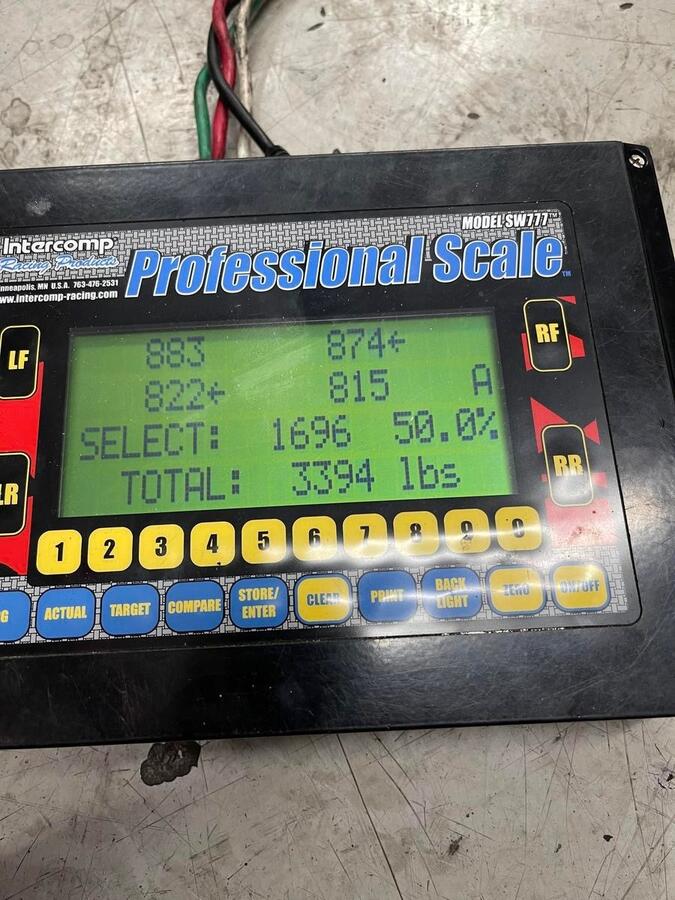 MODEL SW777™
Intercomp®
Racing Products
Minneapolis, MN U.S.A. 763-476-2531
www.intercomp-racing.com
Professional Scale™
LF
883 874←
RF
822← 815 A
SELECT: 1696 50.0%
LR
TOTAL: 3394 lbs
RR
1 2 3 4 5 6 7 8 9 0
G ACTUAL TARGET COMPARE STORE/ENTER CLEAR PRINT BACK LIGHT ZERO ON/OFF